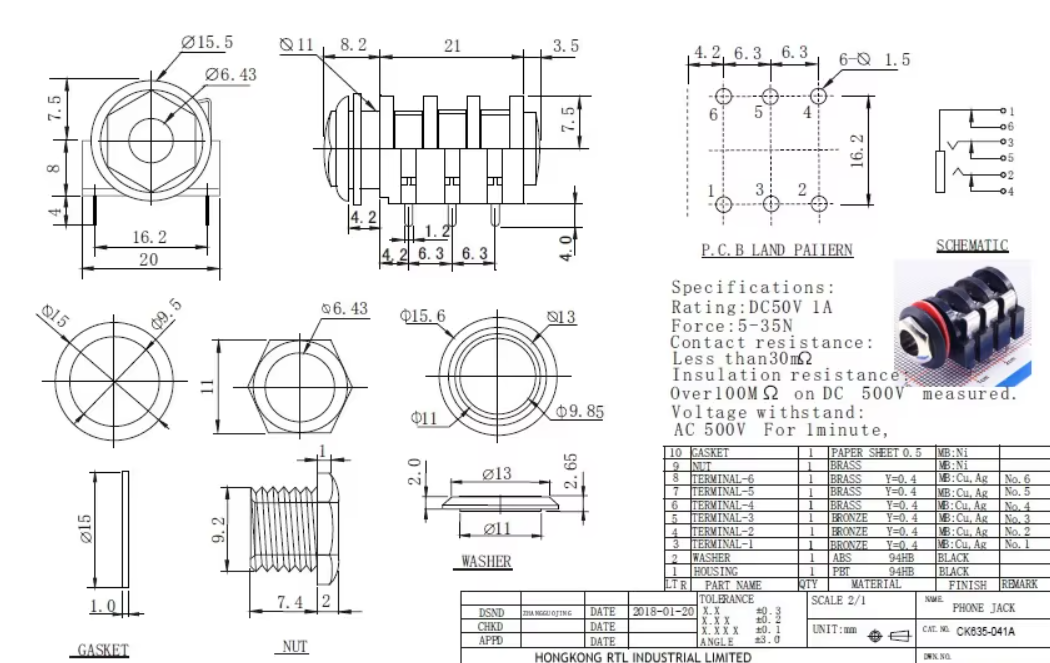 ∅15.5
∅6.43
7.5
8
4
16.2
20
∅11
8.2
21
3.5
7.5
4.2
1.2
4.2
6.3
6.3
4.0
4.2
6.3
6.3
6-∅ 1.5
6
5
4
16.2
1
3
2
P.C.B LAND PAIIERN
1
6
3
5
2
4
SCHEMATIC
Φ15
Φ9.5
Φ6.43
11
Φ15.6
∅13
Φ11
Φ9.85
Specifications:
Rating:DC50V 1A
Force:5-35N
Contact resistance:
Less than30mΩ
Insulation resistance:
Over100MΩ on DC 500V measured.
Voltage withstand:
AC 500V For 1minute,
∅15
1.0
GASKET
1
9.2
7.4
2
NUT
2.0
∅13
2.65
∅11
WASHER
10 GASKET 1 PAPER SHEET 0.5 MB:Ni
9 NUT 1 BRASS MB:Ni
8 TERMINAL-6 1 BRASS Y=0.4 MB:Cu,Ag No.6
7 TERMINAL-5 1 BRASS Y=0.4 MB:Cu,Ag No.5
6 TERMINAL-4 1 BRASS Y=0.4 MB:Cu,Ag No.4
5 TERMINAL-3 1 BRONZE Y=0.4 MB:Cu,Ag No.3
4 TERMINAL-2 1 BRONZE Y=0.4 MB:Cu,Ag No.2
3 TERMINAL-1 1 BRONZE Y=0.4 MB:Cu,Ag No.1
2 WASHER 1 ABS 94HB BLACK
1 HOUSING 1 PBT 94HB BLACK
LTR PART NAME QTY MATERIAL FINISH REMARK
DSND ZHANGGUOJING DATE 2018-01-20
CHKD DATE
APPD DATE
TOLERANCE
X.X ±0.3
X.XX ±0.2
X.XXX ±0.1
ANGLE ±3.0
SCALE 2/1
UNIT:mm
NAME. PHONE JACK
CAT. NO. CK635-041A
DWN.NO.
HONGKONG RTL INDUSTRIAL LIMITED